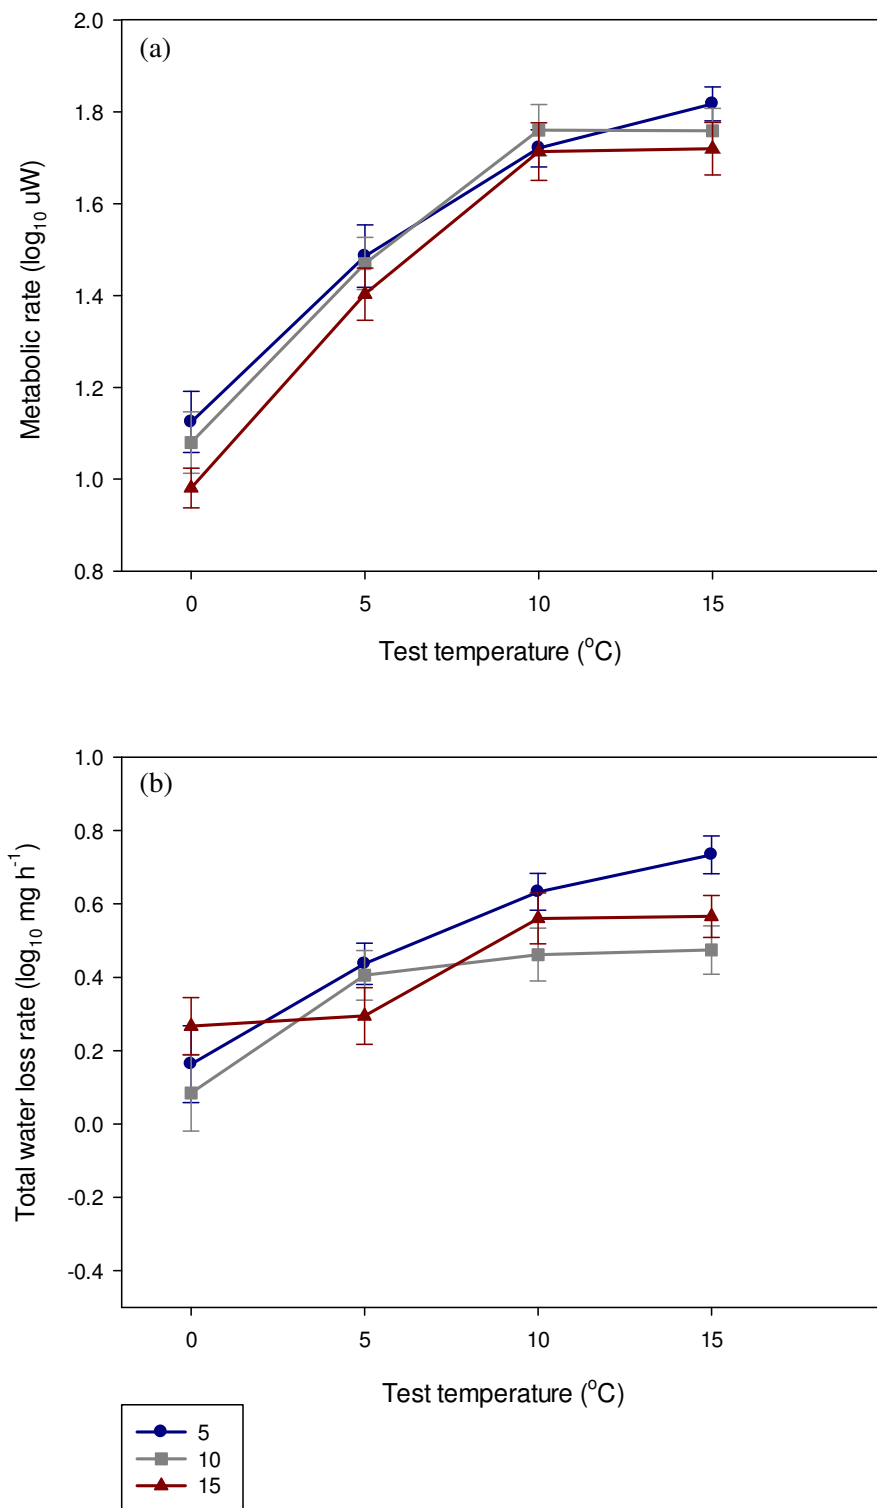 (a)
Metabolic rate (log10 uW)
2.0
1.8
1.6
1.4
1.2
1.0
0.8
0 5 10 15
Test temperature (oC)
(b)
Total water loss rate (log10 mg h-1)
1.0
0.8
0.6
0.4
0.2
0.0
-0.2
-0.4
0 5 10 15
Test temperature (oC)
5
10
15